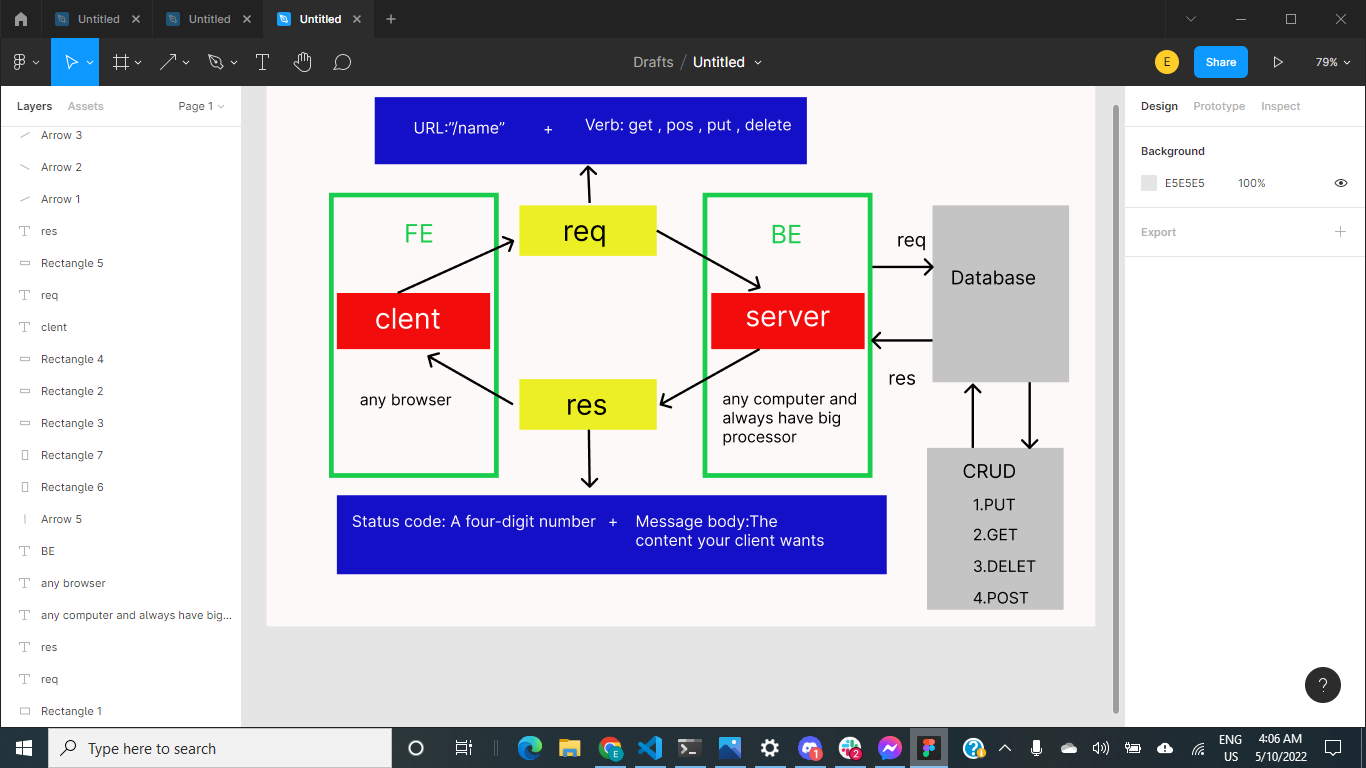 Untitled
Untitled
Untitled
Drafts / Untitled
E
Share
79%
Layers
Assets
Page 1
Arrow 3
Arrow 2
Arrow 1
res
Rectangle 5
req
clent
Rectangle 4
Rectangle 2
Rectangle 3
Rectangle 7
Rectangle 6
Arrow 5
BE
any browser
any computer and always have big...
res
req
Rectangle 1
URL:"/name"
+
Verb: get , pos , put , delete
FE
req
BE
req
Database
clent
server
res
any browser
res
any computer and
always have big
processor
CRUD
1.PUT
2.GET
3.DELET
4.POST
Status code: A four-digit number
+
Message body:The
content your client wants
Design
Prototype
Inspect
Background
E5E5E5
100%
Export
?
Type here to search
E
1
2
ENG
US
4:06 AM
5/10/2022